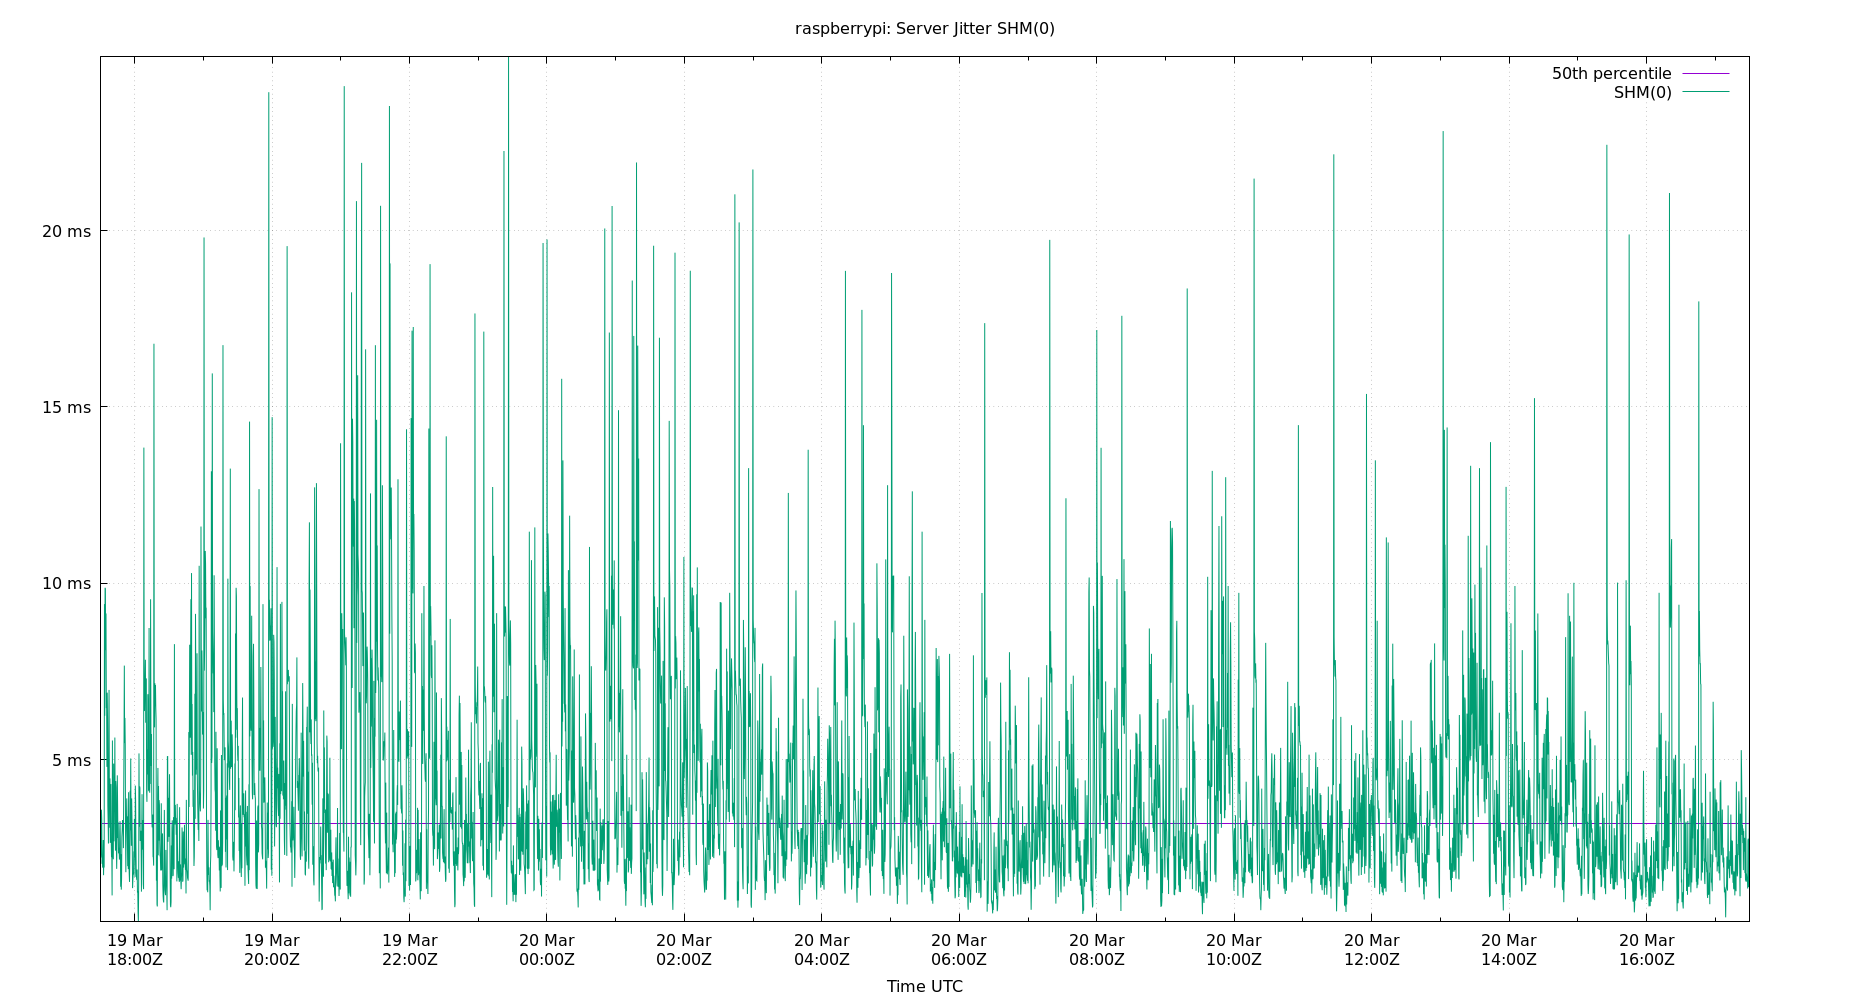 raspberrypi: Server Jitter SHM(0)
50th percentile
SHM(0)
20 ms
15 ms
10 ms
5 ms
19 Mar 19 Mar 19 Mar 20 Mar 20 Mar 20 Mar 20 Mar 20 Mar 20 Mar 20 Mar 20 Mar 20 Mar
18:00Z 20:00Z 22:00Z 00:00Z 02:00Z 04:00Z 06:00Z 08:00Z 10:00Z 12:00Z 14:00Z 16:00Z
Time UTC